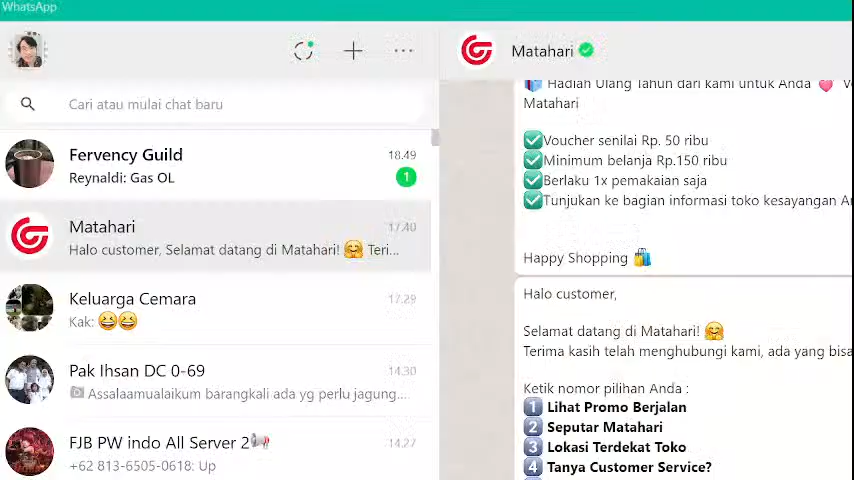 WhatsApp
Cari atau mulai chat baru
Fervency Guild
18.49
Reynaldi: Gas OL
1
Matahari
17.40
Halo customer, Selamat datang di Matahari! 🤗 Teri...
Keluarga Cemara
17.29
Kak: 😆😆
Pak Ihsan DC 0-69
14.30
Assalaamualaikum barangkali ada yg perlu jagung....
FJB PW indo All Server 2📢
14.27
+62 813-6505-0618: Up
Matahari
Hadiah Ulang Tahun dari kami untuk Anda
Matahari
✅Voucher senilai Rp. 50 ribu
✅Minimum belanja Rp.150 ribu
✅Berlaku 1x pemakaian saja
✅Tunjukan ke bagian informasi toko kesayangan
Happy Shopping 🛍️
Halo customer,
Selamat datang di Matahari! 🤗
Terima kasih telah menghubungi kami, ada yang bisa
Ketik nomor pilihan Anda :
1 Lihat Promo Berjalan
2 Seputar Matahari
3 Lokasi Terdekat Toko
4 Tanya Customer Service?